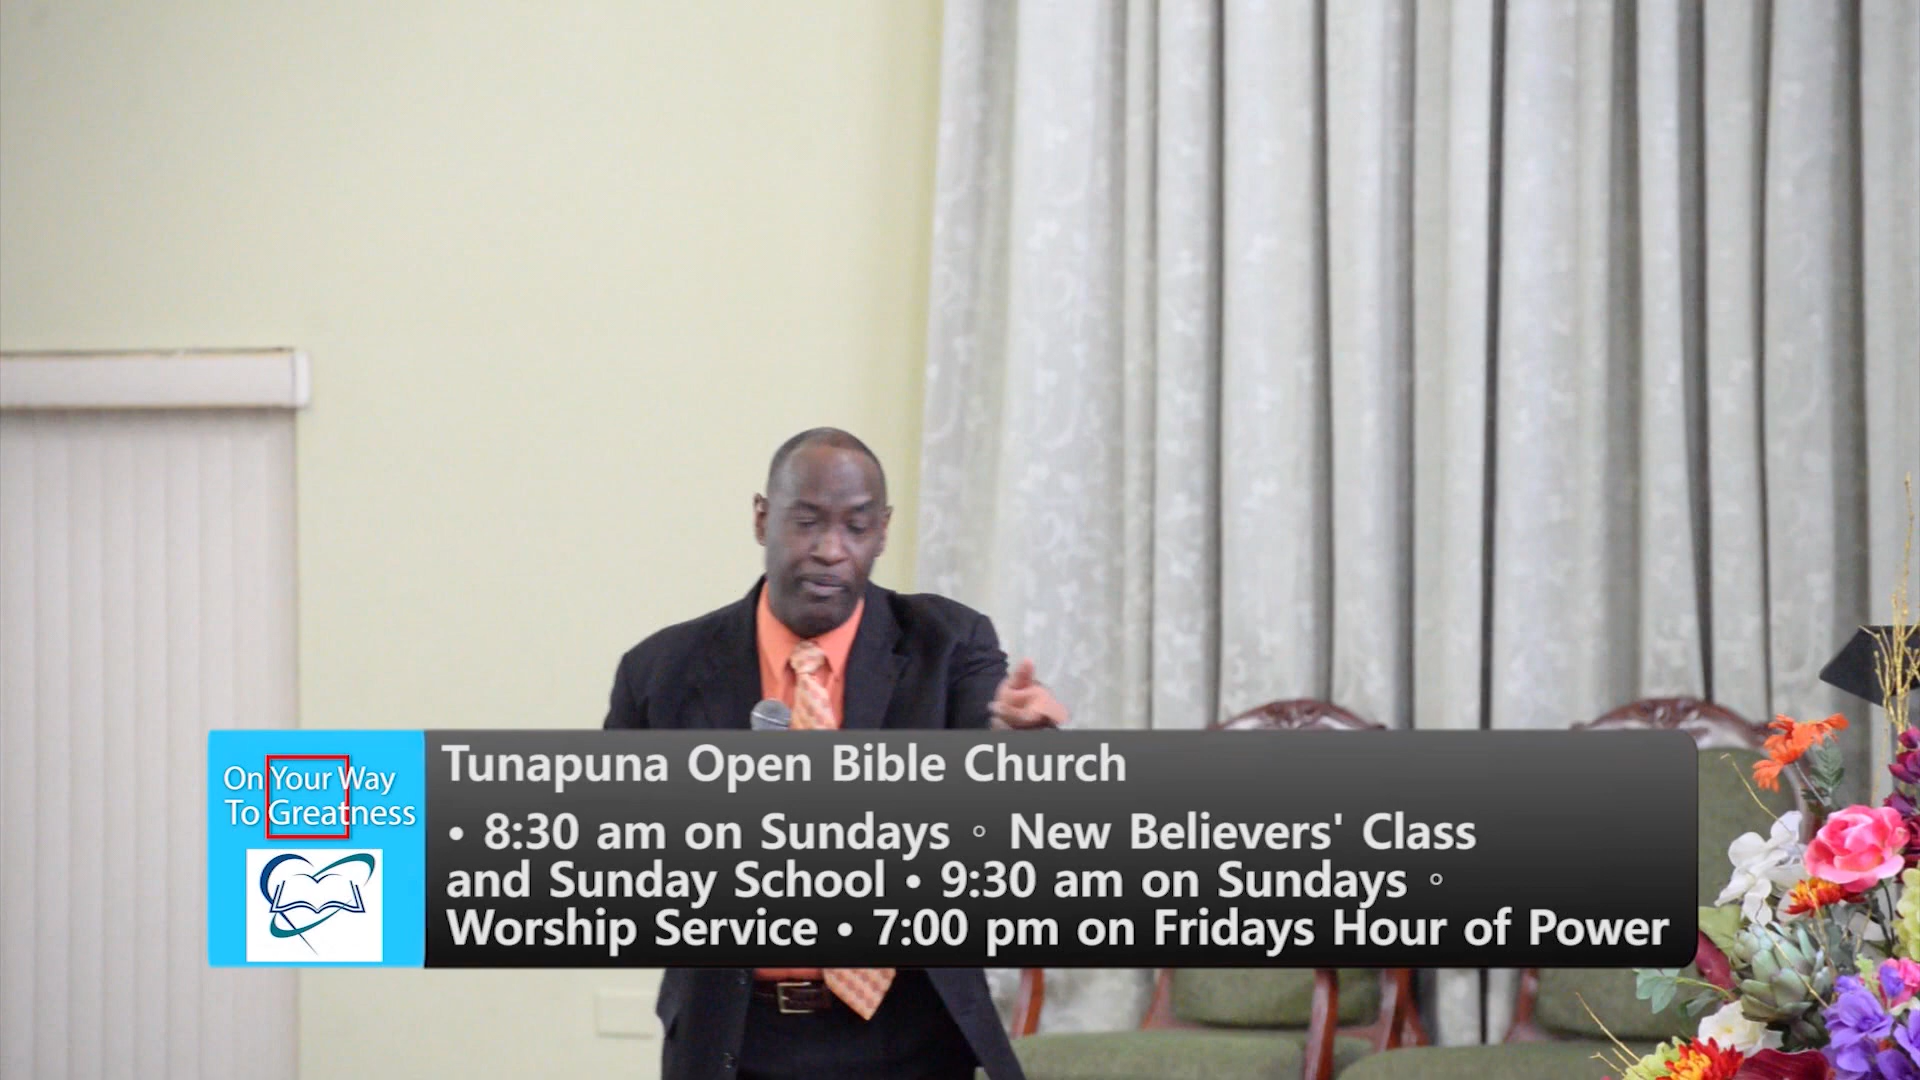 On Your Way
To Greatness
Tunapuna Open Bible Church
• 8:30 am on Sundays ◦ New Believers' Class
and Sunday School • 9:30 am on Sundays ◦
Worship Service • 7:00 pm on Fridays Hour of Power